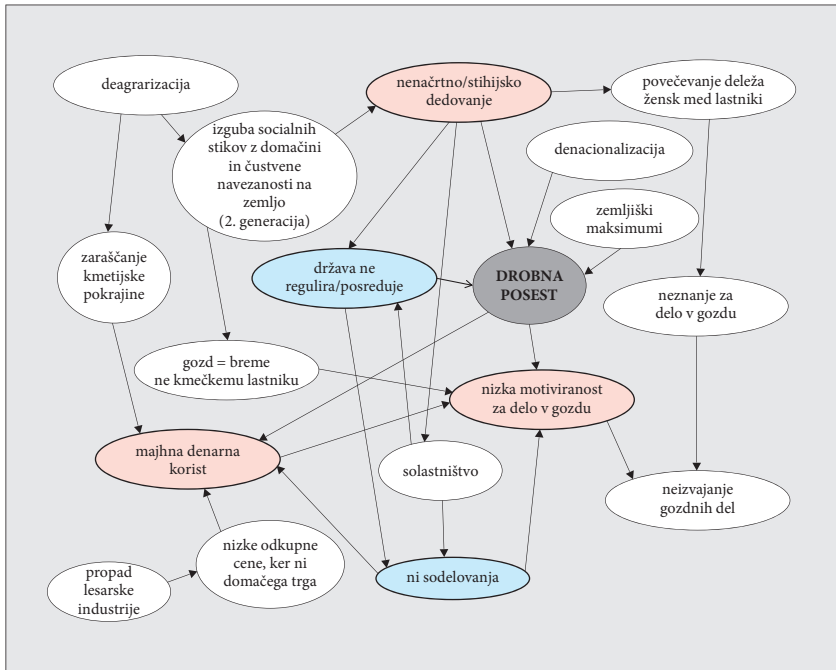 deagrarizacija
nenačrtno/stihijsko
dedovanje
povečevanje deleža
žensk med lastniki
izguba socialnih
stikov z domačini
in čustvene
navezanosti na
zemljo
(2. generacija)
denacionalizacija
zemljiški
maksimumi
zaraščanje
kmetijske
pokrajine
država ne
regulira/posreduje
DROBNA
POSEST
neznanje za
delo v gozdu
gozd = breme
ne kmečkemu lastniku
nizka motiviranost
za delo v gozdu
majhna denarna
korist
solastništvo
neizvajanje
gozdnih del
nizke odkupne
cene, ker ni
domačega trga
propad
lesarske
industrije
ni sodelovanja